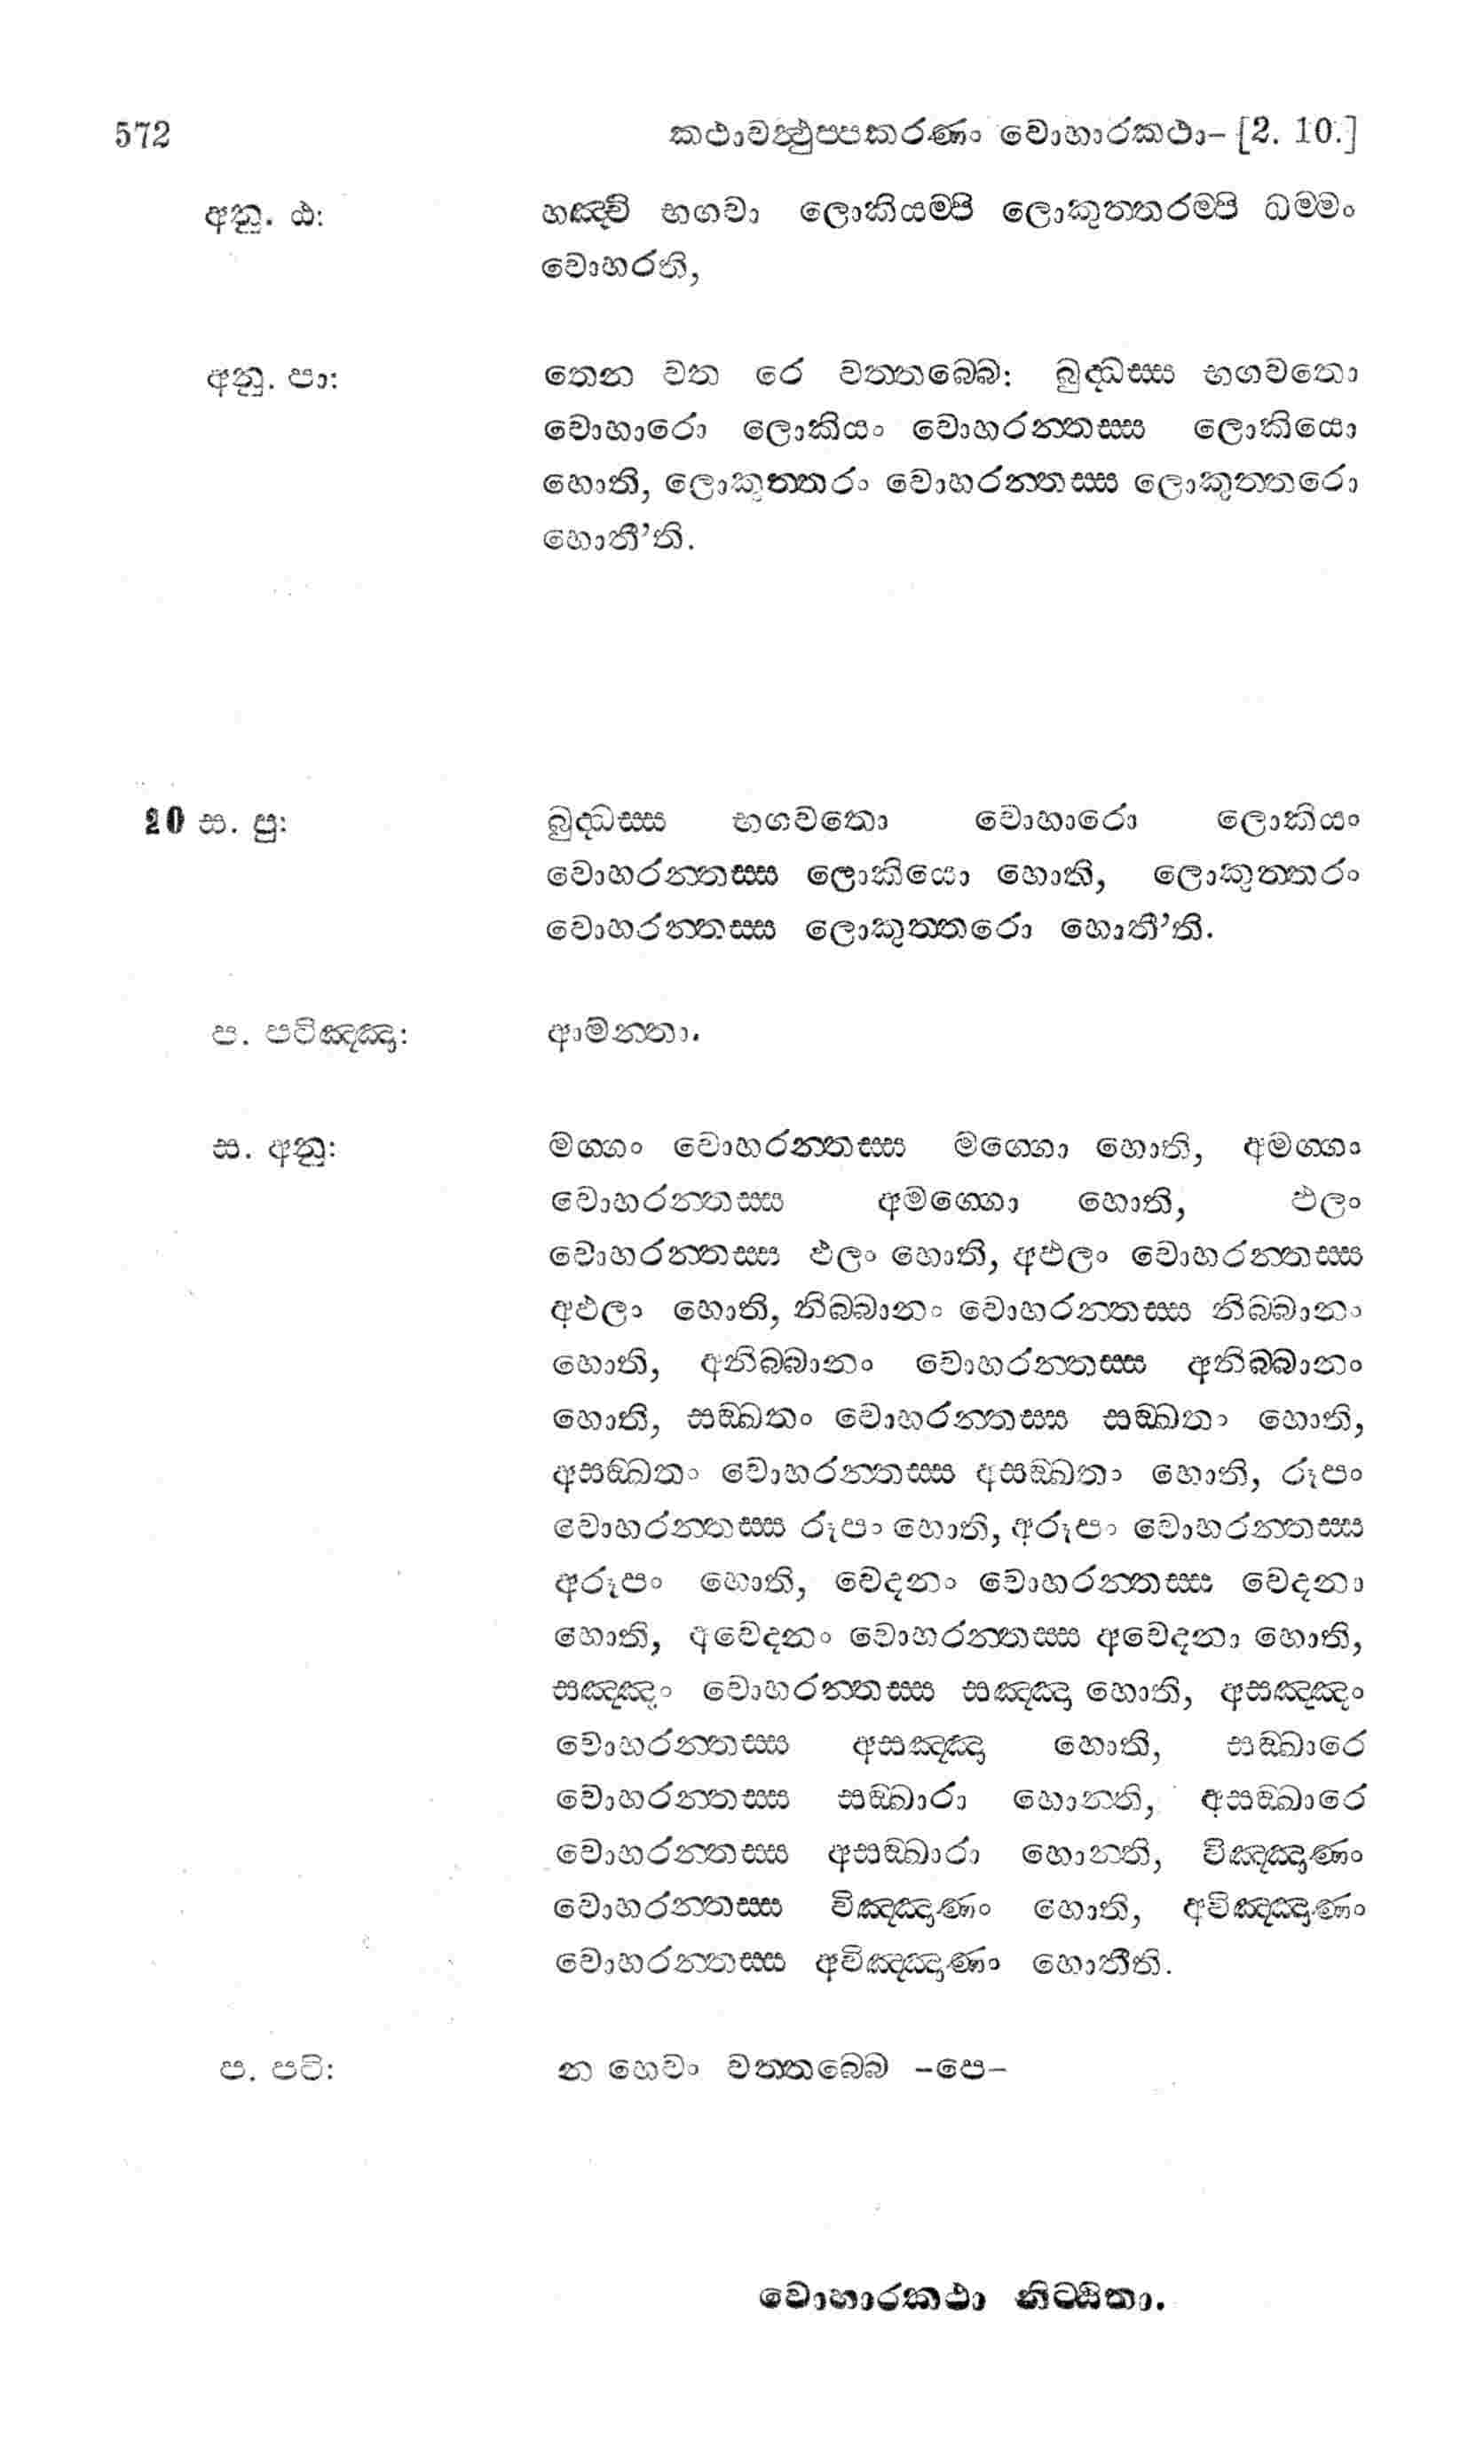 572 කථාවත්‍ථුප්පකරණං වොහාරකථා– [2. 10.]
අනු. ඨ: හඤ්චි භගවා ලොකියම්පි ලොකුත්තරම්පි ධම්මං
වොහරති,
අනු. පා: තෙන වත රෙ වත්තබ්බෙ: බුද්ධස්ස භගවතො
වොහාරො ලොකියං වොහරන්තස්ස ලොකියො
හොති, ලොකුත්තරං වොහරන්තස්ස ලොකුත්තරො
හොතී’ති.
20 ස. පු: බුද්ධස්ස භගවතො වොහාරො ලොකියං
වොහරන්තස්ස ලොකියො හොති, ලොකුත්තරං
වොහරන්තස්ස ලොකුත්තරො හොතී’ති.
ප. පටිඤ්ඤා: ආමන්තා.
ස. අනු: මග්ගං වොහරන්තස්ස මග්ගො හොති, අමග්ගං
වොහරන්තස්ස අමග්ගො හොති, ඵලං
වොහරන්තස්ස ඵලං හොති, අඵලං වොහරන්තස්ස
අඵලං හොති, නිබ්බානං වොහරන්තස්ස නිබ්බානං
හොති, අනිබ්බානං වොහරන්තස්ස අනිබ්බානං
හොති, සඞ්ඛතං වොහරන්තස්ස සඞ්ඛතං හොති,
අසඞ්ඛතං වොහරන්තස්ස අසඞ්ඛතං හොති, රූපං
වොහරන්තස්ස රූපං හොති, අරූපං වොහරන්තස්ස
අරූපං හොති, වෙදනං වොහරන්තස්ස වෙදනා
හොති, අවෙදනං වොහරන්තස්ස අවෙදනා හොති,
සඤ්ඤං වොහරන්තස්ස සඤ්ඤා හොති, අසඤ්ඤං
වොහරන්තස්ස අසඤ්ඤා හොති, සඞ්ඛාරෙ
වොහරන්තස්ස සඞ්ඛාරා හොන්ති, අසඞ්ඛාරෙ
වොහරන්තස්ස අසඞ්ඛාරා හොන්ති, විඤ්ඤාණං
වොහරන්තස්ස විඤ්ඤාණං හොති, අවිඤ්ඤාණං
වොහරන්තස්ස අවිඤ්ඤාණං හොතීති.
ප. පටි: න හෙවං වත්තබ්බෙ –පෙ–
වොහාරකථා නිට්ඨිතා.